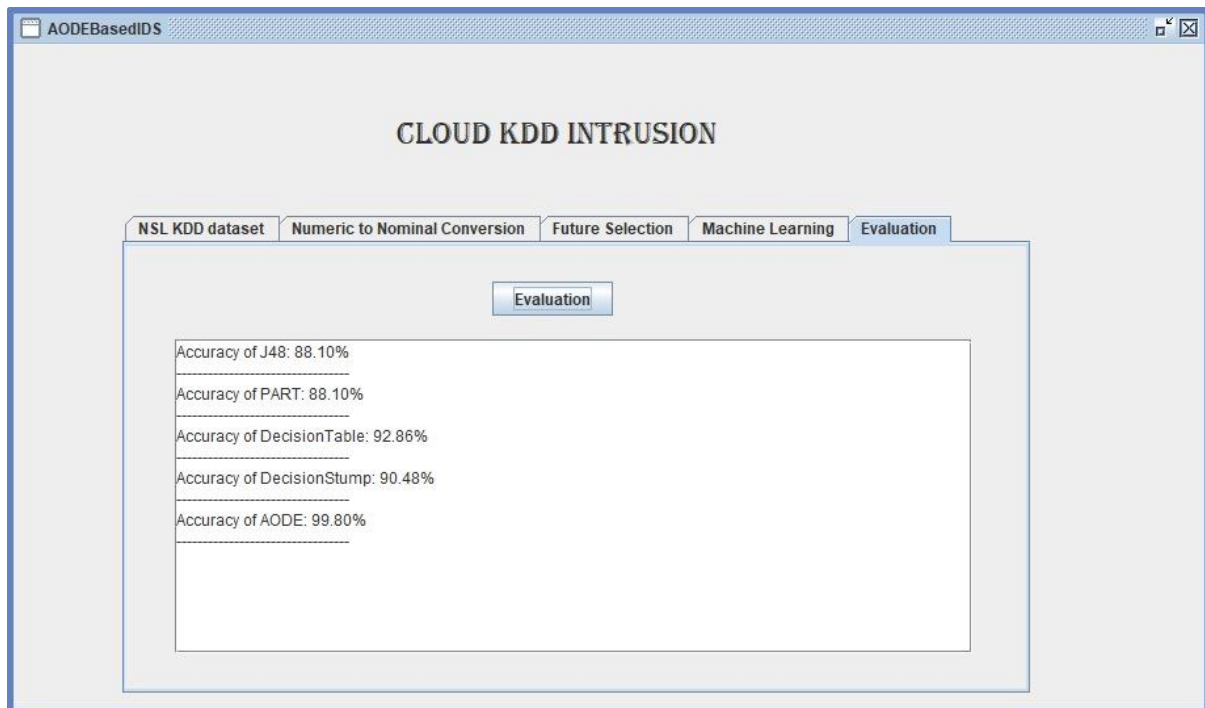 AODEBasedIDS
CLOUD KDD INTRUSION
NSL KDD dataset
Numeric to Nominal Conversion
Future Selection
Machine Learning
Evaluation
Evaluation
Accuracy of J48: 88.10%
--------------------------------
Accuracy of PART: 88.10%
--------------------------------
Accuracy of DecisionTable: 92.86%
--------------------------------
Accuracy of DecisionStump: 90.48%
--------------------------------
Accuracy of AODE: 99.80%
--------------------------------